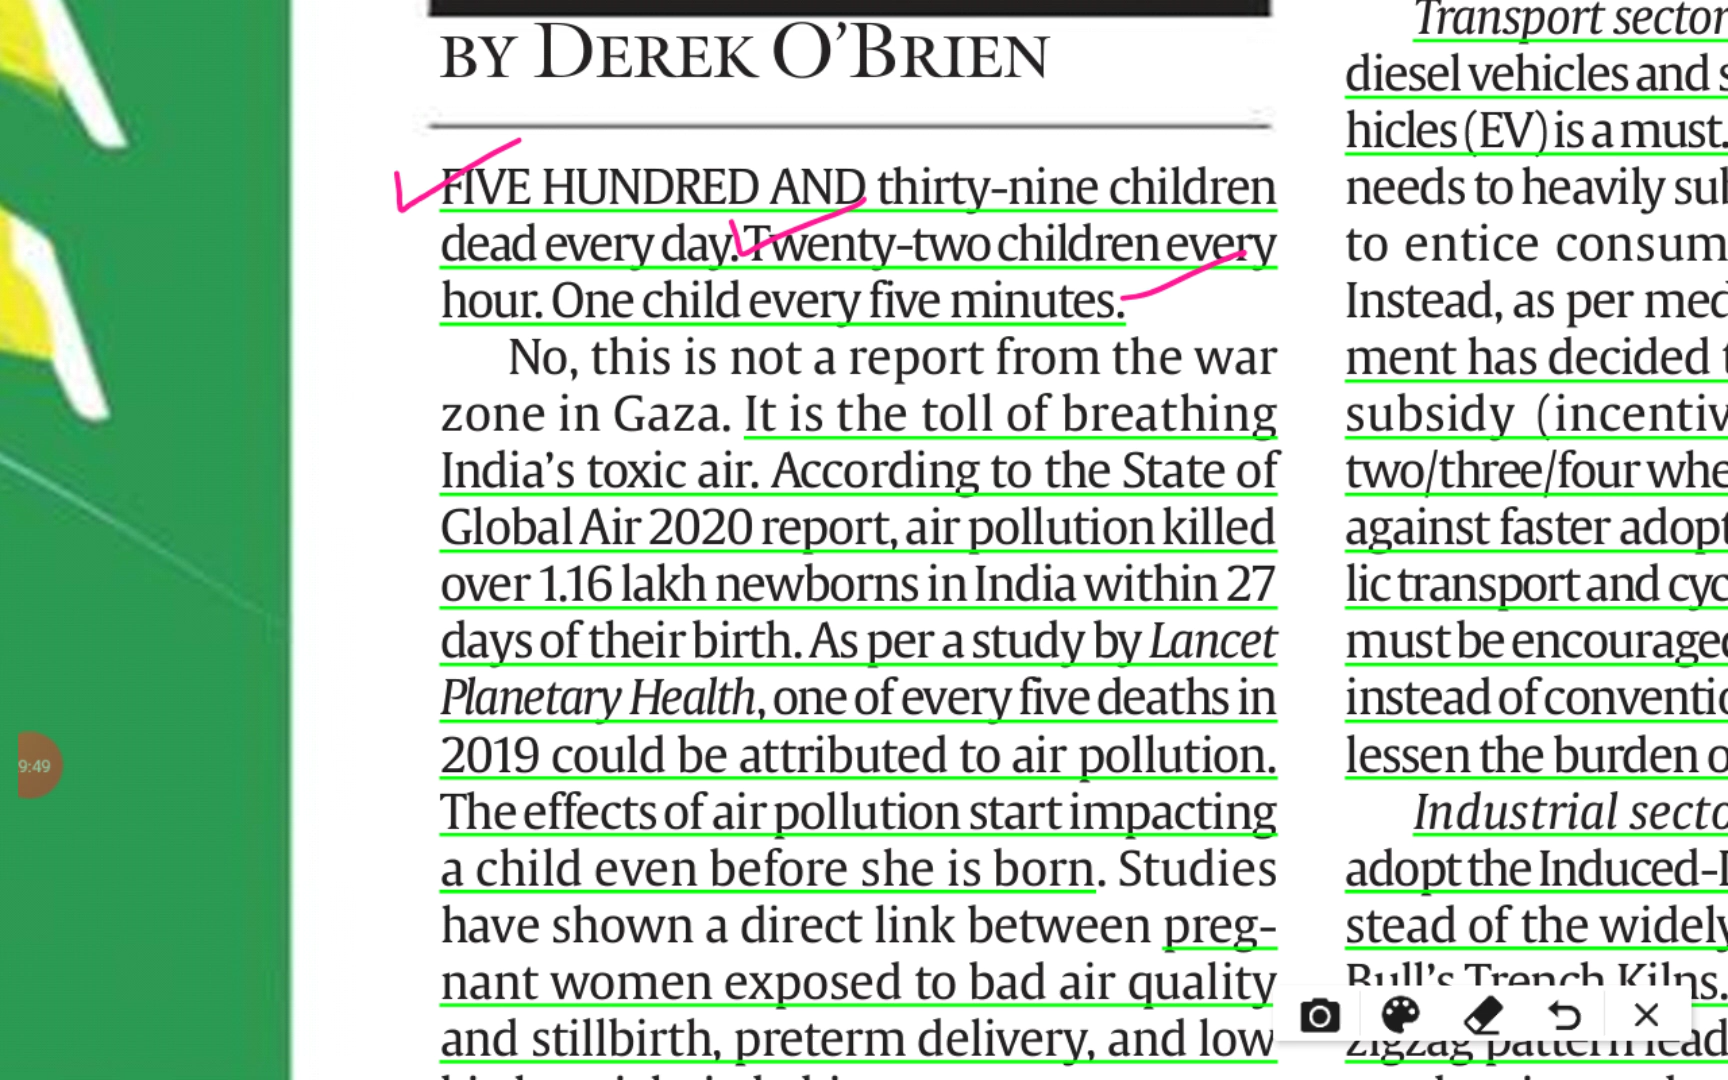 BY DEREK O'BRIEN
FIVE HUNDRED AND thirty-nine children
dead every day. Twenty-two children every
hour. One child every five minutes.
No, this is not a report from the war
zone in Gaza. It is the toll of breathing
India's toxic air. According to the State of
Global Air 2020 report, air pollution killed
over 1.16 lakh newborns in India within 27
days of their birth. As per a study by Lancet
Planetary Health, one of every five deaths in
2019 could be attributed to air pollution.
The effects of air pollution start impacting
a child even before she is born. Studies
have shown a direct link between preg-
nant women exposed to bad air quality
and stillbirth, preterm delivery, and low
Transport sector
diesel vehicles and
hicles (EV) is a must.
needs to heavily
to entice
Instead, as per
ment has decided
subsidy
two/three/four
against faster
lic transport and
must be encouraged
instead of
lessen the burden
Industrial
adopt the
stead of the widely
Bull's Trench Kilns.
zigzag pattern
9:49